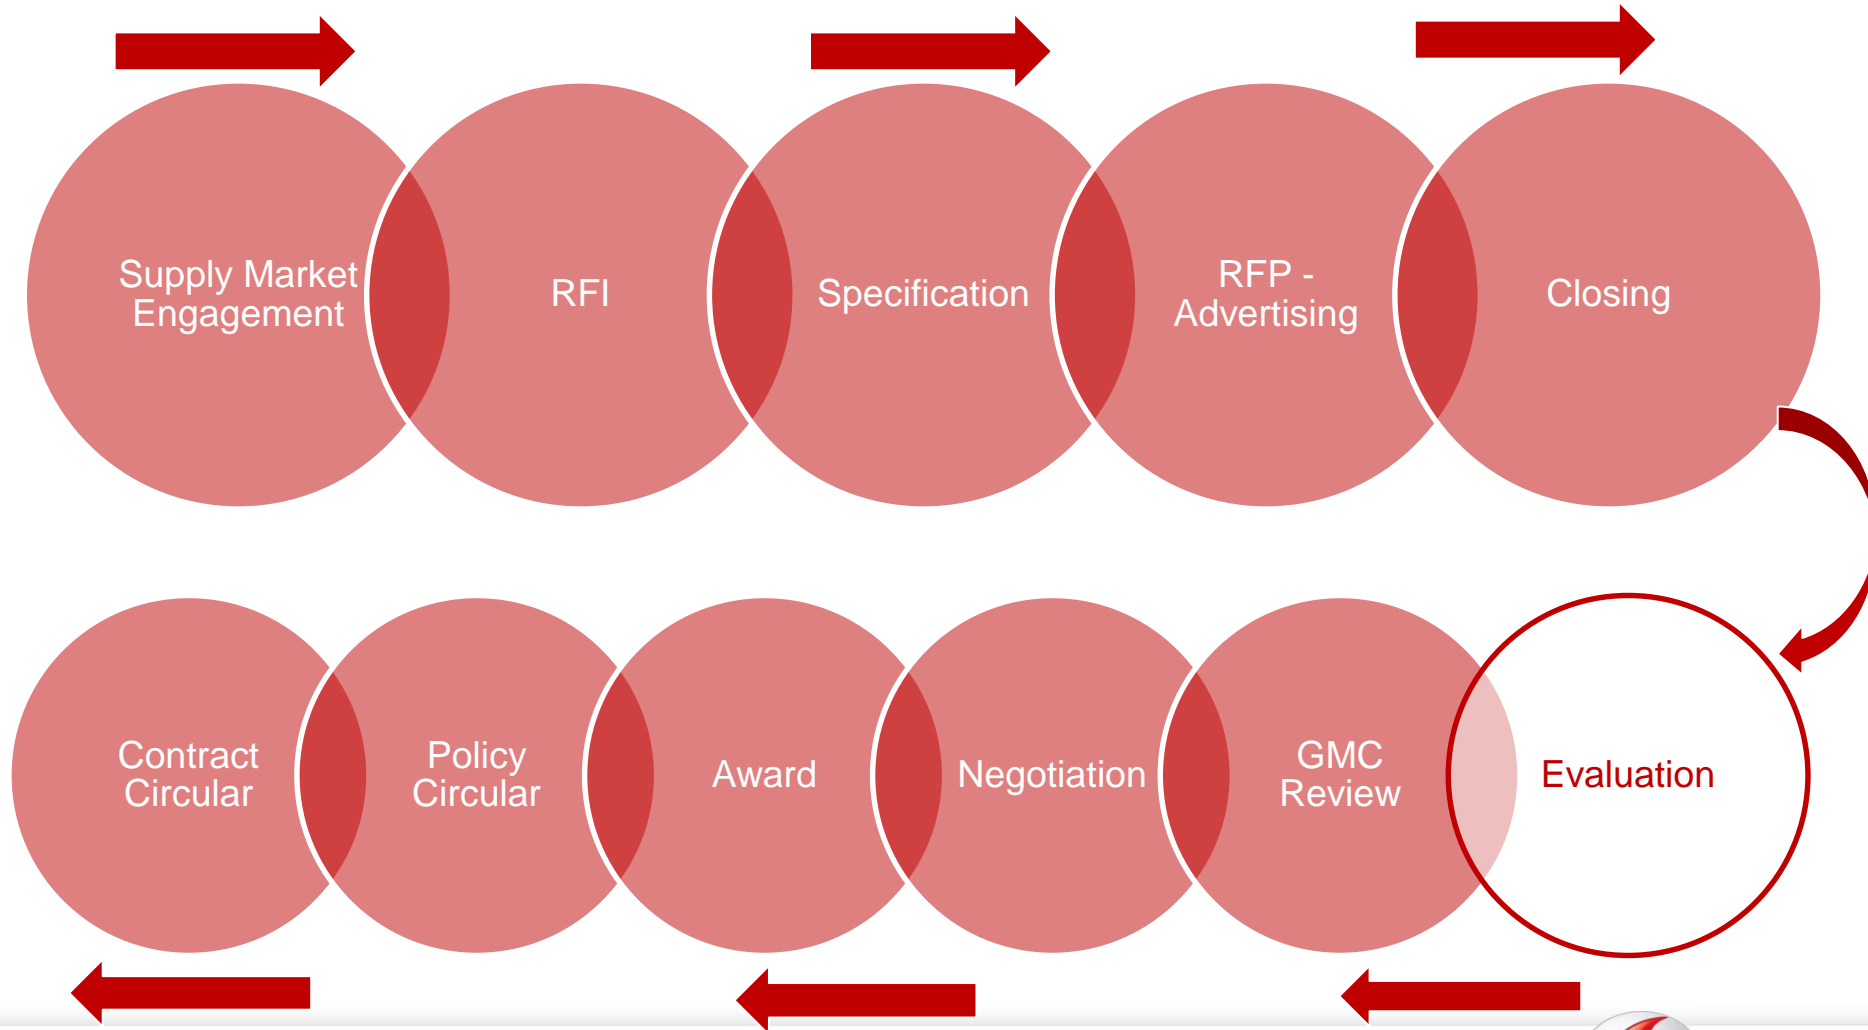 Supply Market
Engagement
RFI
Specification
RFP -
Advertising
Closing
Contract
Circular
Policy
Circular
Award
Negotiation
GMC
Review
Evaluation